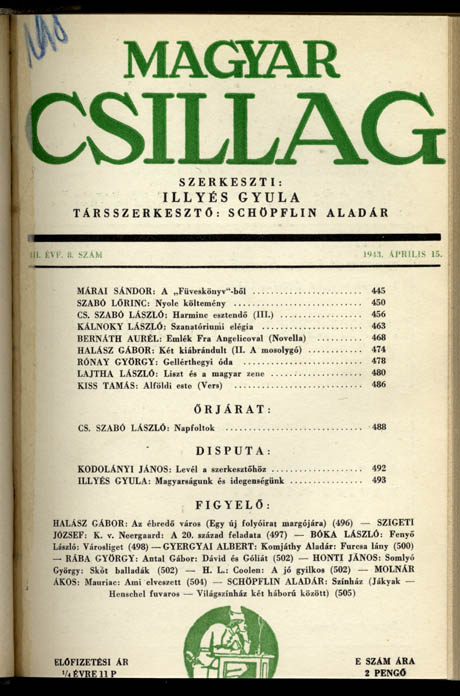 MAGYAR
CSILLAG
SZERKESZTI:
ILLYÉS GYULA
TÁRSSZERKESZTŐ: SCHÖPFLIN ALADÁR
III. ÉVF. 8. SZÁM 1943. ÁPRILIS 15.
MÁRAI SÁNDOR: A „Füveskönyv"-ből 445
SZABÓ LŐRINC: Nyolc költemény 450
CS. SZABÓ LÁSZLÓ: Harminc esztendő (III.) 456
KÁLNOKY LÁSZLÓ: Szanatóriumi elégia 463
BERNÁTH AURÉL: Emlék Fra Angelicoval (Novella) 468
HALÁSZ GÁBOR: Két kiábrándult (II. A mosolygó) 474
RÓNAY GYÖRGY: Gellérthegyi óda 478
LAJTHA LÁSZLÓ: Liszt és a magyar zene 480
KISS TAMÁS: Alföldi este (Vers) 486
ŐRJÁRAT:
CS. SZABÓ LÁSZLÓ: Napfoltok 488
DISPUTA:
KODOLÁNYI JÁNOS: Levél a szerkesztőhöz 492
ILLYÉS GYULA: Magyarságunk és idegenségünk 493
FIGYELŐ:
HALÁSZ GÁBOR: Az ébredő város (Egy új folyóirat margójára) (496) — SZIGETI
JÓZSEF: K. v. Neergaard: A 20. század feladata (497) — BÓKA LÁSZLÓ: Fenyő
László: Városliget (498) — GYERGYAI ALBERT: Komjáthy Aladár: Furcsa lány (500)
— RÁBA GYÖRGY: Antal Gábor: Dávid és Góliát (502) — HONTI JÁNOS: Somlyó
György: Skót balladák (502) — H. L.: Coolen: A jó gyilkos (502) — MOLNÁR
ÁKOS: Mauriac: Ami elveszett (504) — SCHÖPFLIN ALADÁR: Színház (Jákyak —
Henschel fuvaros — Világszínház két háború között) (505)
ELŐFIZETÉSI ÁR E SZÁM ÁRA
¼ ÉVRE 11 P 2 PENGŐ